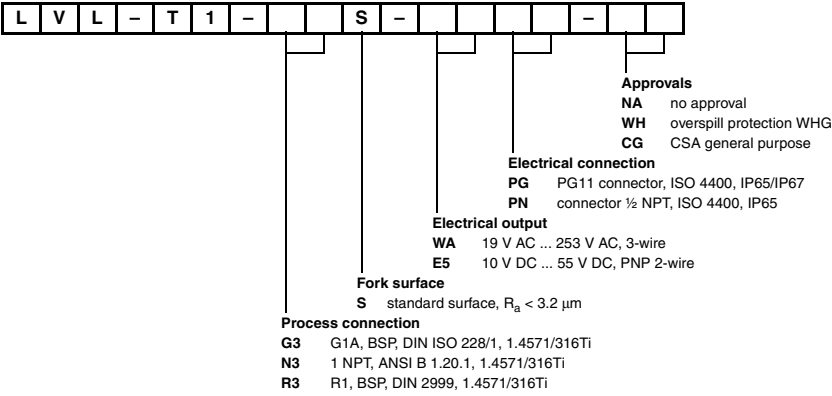 L V L – T 1 – S – –
Approvals
NA no approval
WH overspill protection WHG
CG CSA general purpose
Electrical connection
PG PG11 connector, ISO 4400, IP65/IP67
PN connector ½ NPT, ISO 4400, IP65
Electrical output
WA 19 V AC ... 253 V AC, 3-wire
E5 10 V DC ... 55 V DC, PNP 2-wire
Fork surface
S standard surface, Ra < 3.2 µm
Process connection
G3 G1A, BSP, DIN ISO 228/1, 1.4571/316Ti
N3 1 NPT, ANSI B 1.20.1, 1.4571/316Ti
R3 R1, BSP, DIN 2999, 1.4571/316Ti